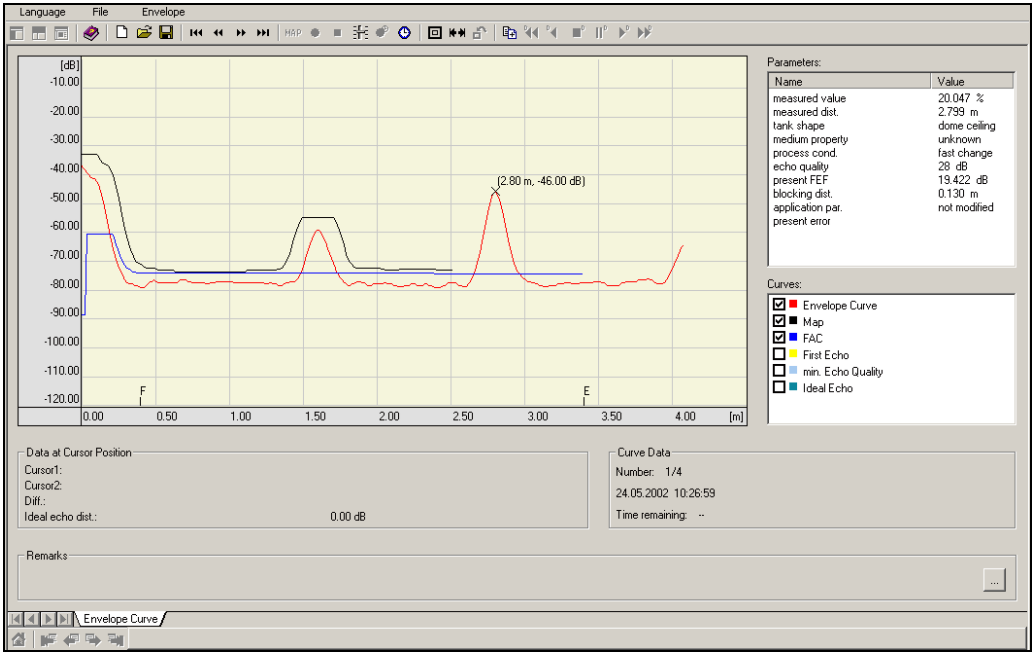 Language File Envelope
MAP
[dB]
-10.00
-20.00
-30.00
-40.00
-50.00
-60.00
-70.00
-80.00
-90.00
-100.00
-110.00
-120.00
(2.80 m, -46.00 dB)
F
E
0.00 0.50 1.00 1.50 2.00 2.50 3.00 3.50 4.00 [m]
Parameters:
Name Value
measured value 20.047 %
measured dist. 2.799 m
tank shape dome ceiling
medium property unknown
process cond. fast change
echo quality 28 dB
present FEF 19.422 dB
blocking dist. 0.130 m
application par. not modified
present error
Curves:
Envelope Curve
Map
FAC
First Echo
min. Echo Quality
Ideal Echo
Data at Cursor Position
Cursor1:
Cursor2:
Diff.:
Ideal echo dist.: 0.00 dB
Curve Data
Number: 1/4
24.05.2002 10:26:59
Time remaining: --
Remarks
...
Envelope Curve